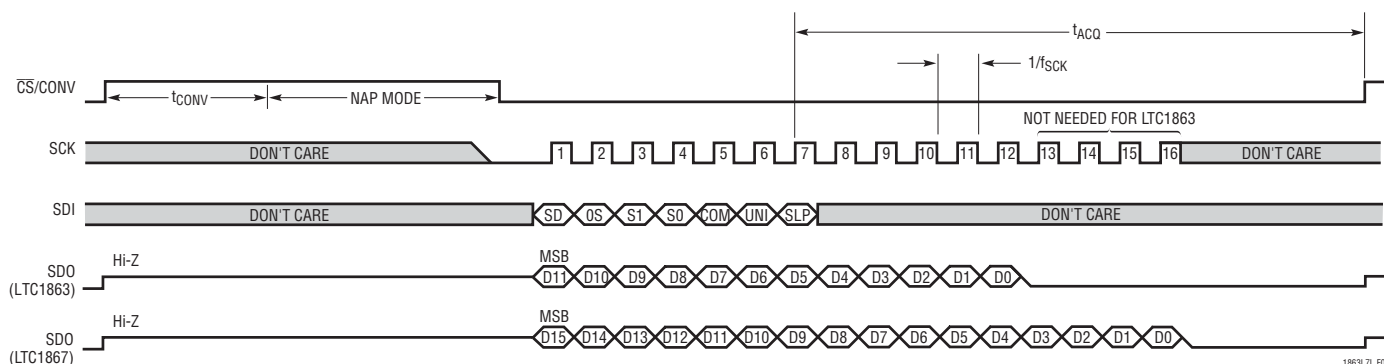 tACQ
1/fSCK
CS/CONV
tCONV
NAP MODE
NOT NEEDED FOR LTC1863
SCK
DON'T CARE
1 2 3 4 5 6 7 8 9 10 11 12 13 14 15 16
DON'T CARE
SDI
DON'T CARE
SD 0S S1 S0 COM UNI SLP
DON'T CARE
Hi-Z
MSB
SDO
(LTC1863)
D11 D10 D9 D8 D7 D6 D5 D4 D3 D2 D1 D0
Hi-Z
MSB
SDO
(LTC1867)
D15 D14 D13 D12 D11 D10 D9 D8 D7 D6 D5 D4 D3 D2 D1 D0